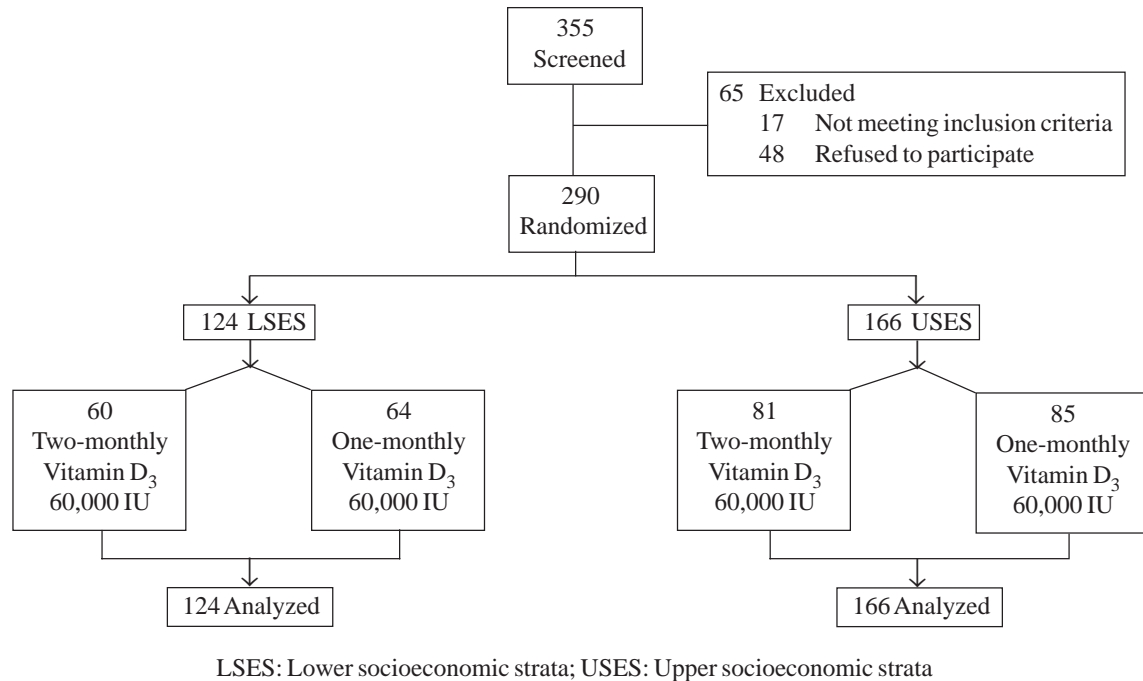 355
Screened
65 Excluded
17 Not meeting inclusion criteria
48 Refused to participate
290
Randomized
124 LSES
166 USES
60
Two-monthly
Vitamin D3
60,000 IU
64
One-monthly
Vitamin D3
60,000 IU
81
Two-monthly
Vitamin D3
60,000 IU
85
One-monthly
Vitamin D3
60,000 IU
124 Analyzed
166 Analyzed
LSES: Lower socioeconomic strata; USES: Upper socioeconomic strata